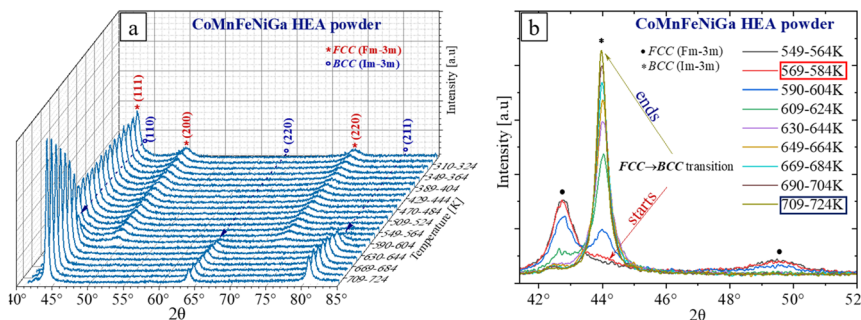 CoMnFeNiGa HEA powder
a
★ FCC (Fm-3m)
BCC (Im-3m)
Intensity [a.u]
★ (111)
(110)
★ (200)
(220)
★ (220)
(211)
310-324
349-364
389-404
429-444
470-484
509-524
549-564
590-604
630-644
669-684
709-724
Temperature [K]
40 45 50 55 60 65 70 75 80 85
2θ
b
CoMnFeNiGa HEA powder
• FCC (Fm-3m)
* BCC (Im-3m)
549-564K
569-584K
590-604K
609-624K
630-644K
649-664K
669-684K
690-704K
709-724K
ends
FCC→BCC transition
starts
Intensity [a.u]
42 44 46 48 50 52
2θ